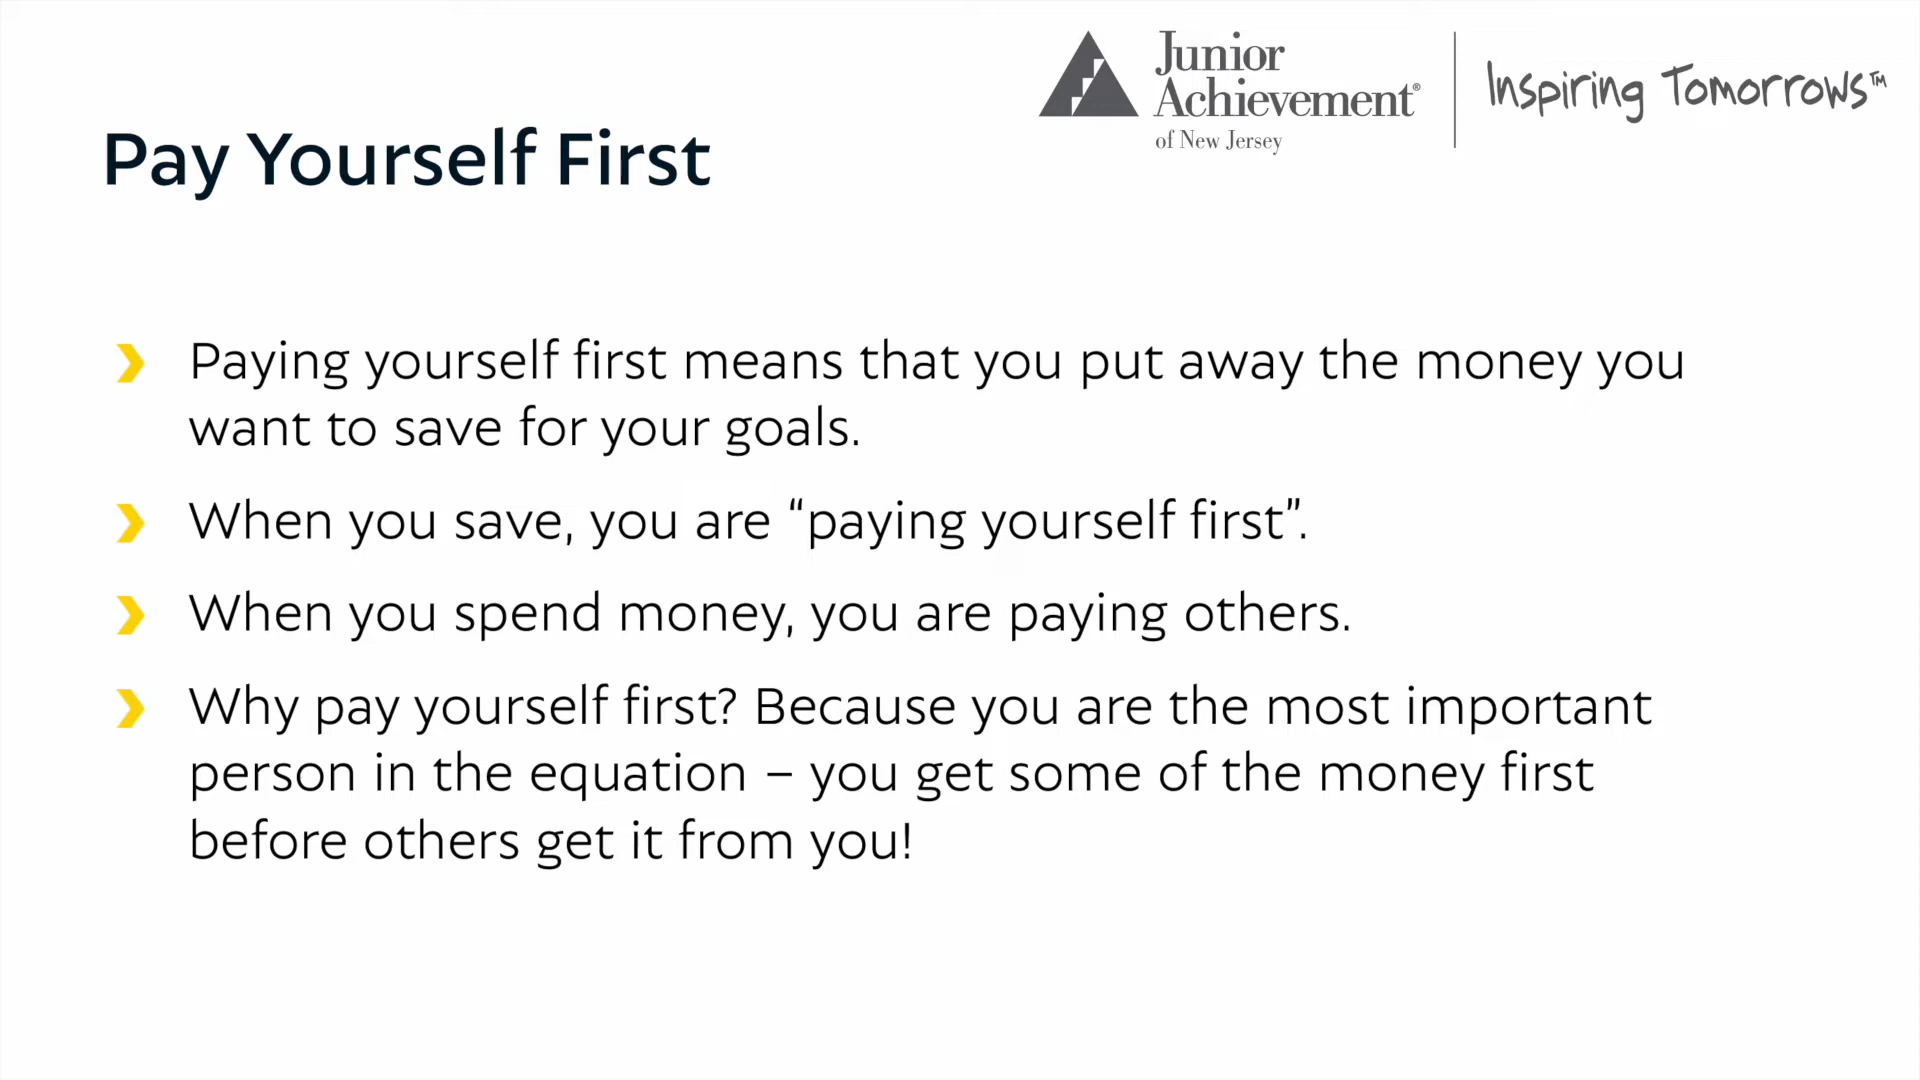 Junior
Achievement®
of New Jersey
Inspiring Tomorrows™
Pay Yourself First
Paying yourself first means that you put away the money you
want to save for your goals.
When you save, you are “paying yourself first”.
When you spend money, you are paying others.
Why pay yourself first? Because you are the most important
person in the equation – you get some of the money first
before others get it from you!